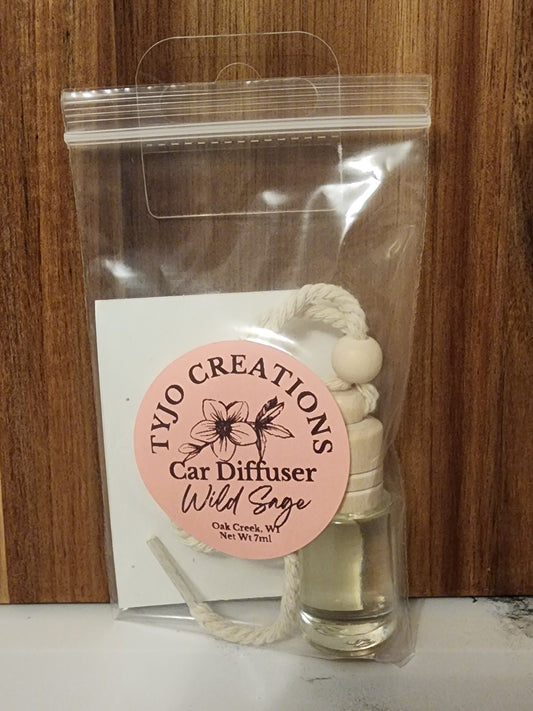 TYJO CREATIONS
Car Diffuser
Wild Sage
Oak Creek, WI
Net Wt 7ml